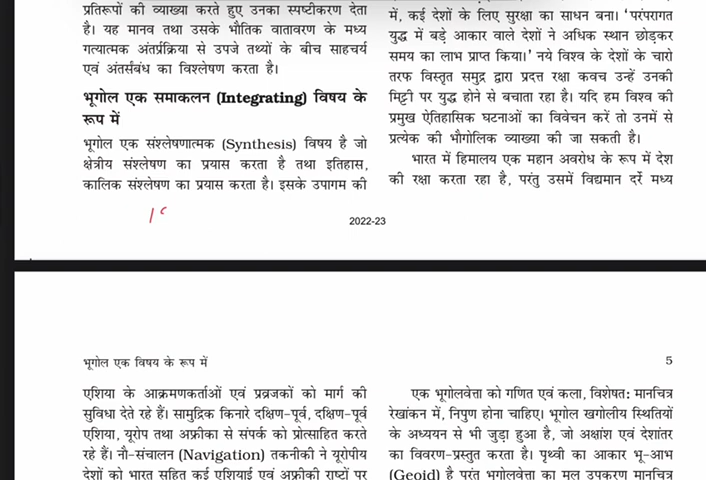 प्रतिरूपों की व्याख्या करते हुए उनका स्पष्टीकरण देता
है। यह मानव तथा उसके भौतिक वातावरण के मध्य
गत्यात्मक अंतर्प्रक्रिया से उपजे तथ्यों के बीच साहचर्य
एवं अंतर्संबंध का विश्लेषण करता है।
भूगोल एक समाकलन (Integrating) विषय के
रूप में
भूगोल एक संश्लेषणात्मक (Synthesis) विषय है जो
क्षेत्रीय संश्लेषण का प्रयास करता है तथा इतिहास,
कालिक संश्लेषण का प्रयास करता है। इसके उपागम की
में, कई देशों के लिए सुरक्षा का साधन बना। 'परंपरागत
युद्ध में बड़े आकार वाले देशों ने अधिक स्थान छोड़कर
समय का लाभ प्राप्त किया।' नये विश्व के देशों के चारो
तरफ विस्तृत समुद्र द्वारा प्रदत्त रक्षा कवच उन्हें उनकी
मिट्टी पर युद्ध होने से बचाता रहा है। यदि हम विश्व की
प्रमुख ऐतिहासिक घटनाओं का विवेचन करें तो उनमें से
प्रत्येक की भौगोलिक व्याख्या की जा सकती है।
भारत में हिमालय एक महान अवरोध के रूप में देश
की रक्षा करता रहा है, परंतु उसमें विद्यमान दर्रे मध्य
2022-23
भूगोल एक विषय के रूप में
5
एशिया के आक्रमणकर्ताओं एवं प्रव्रजकों को मार्ग की
सुविधा देते रहे हैं। सामुद्रिक किनारे दक्षिण-पूर्व, दक्षिण-पूर्व
एशिया, यूरोप तथा अफ्रीका से संपर्क को प्रोत्साहित करते
रहे हैं। नौ-संचालन (Navigation) तकनीकी ने यूरोपीय
देशों को भारत सहित कई एशियाई एवं अफ्रीकी राष्टों पर
एक भूगोलवेत्ता को गणित एवं कला, विशेषत: मानचित्र
रेखांकन में, निपुण होना चाहिए। भूगोल खगोलीय स्थितियों
के अध्ययन से भी जुड़ा हुआ है, जो अक्षांश एवं देशांतर
का विवरण-प्रस्तुत करता है। पृथ्वी का आकार भू-आभ
(Geoid) है परंतु भूगोलवेत्ता का मूल उपकरण मानचित्र